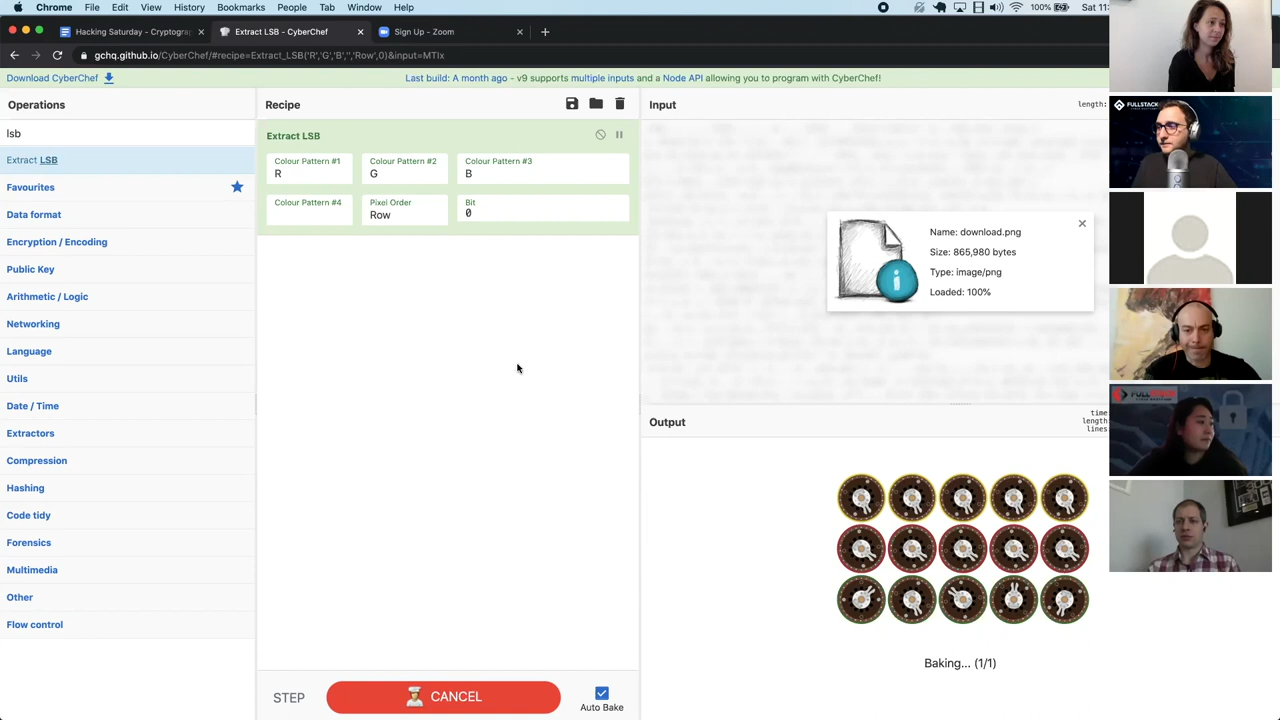 Chrome File Edit View History Bookmarks People Tab Window Help 100% Sat 11:
Hacking Saturday - Cryptogra
Extract LSB - CyberChef
Sign Up - Zoom
gchq.github.io/CyberChef/#recipe=Extract_LSB('R','G','B','','Row',0)&input=MTIx
Download CyberChef
Last build: A month ago - v9 supports multiple inputs and a Node API allowing you to program with CyberChef!
Operations
lsb
Extract LSB
Favourites
Data format
Encryption / Encoding
Public Key
Arithmetic / Logic
Networking
Language
Utils
Date / Time
Extractors
Compression
Hashing
Code tidy
Forensics
Multimedia
Other
Flow control
Recipe
Extract LSB
Colour Pattern #1
R
Colour Pattern #2
G
Colour Pattern #3
B
Colour Pattern #4
Pixel Order
Row
Bit
0
STEP
CANCEL
Auto Bake
Input
length:
Name: download.png
Size: 865,980 bytes
Type: image/png
Loaded: 100%
Output
time
length
lines
Baking... (1/1)
FULLSTACK